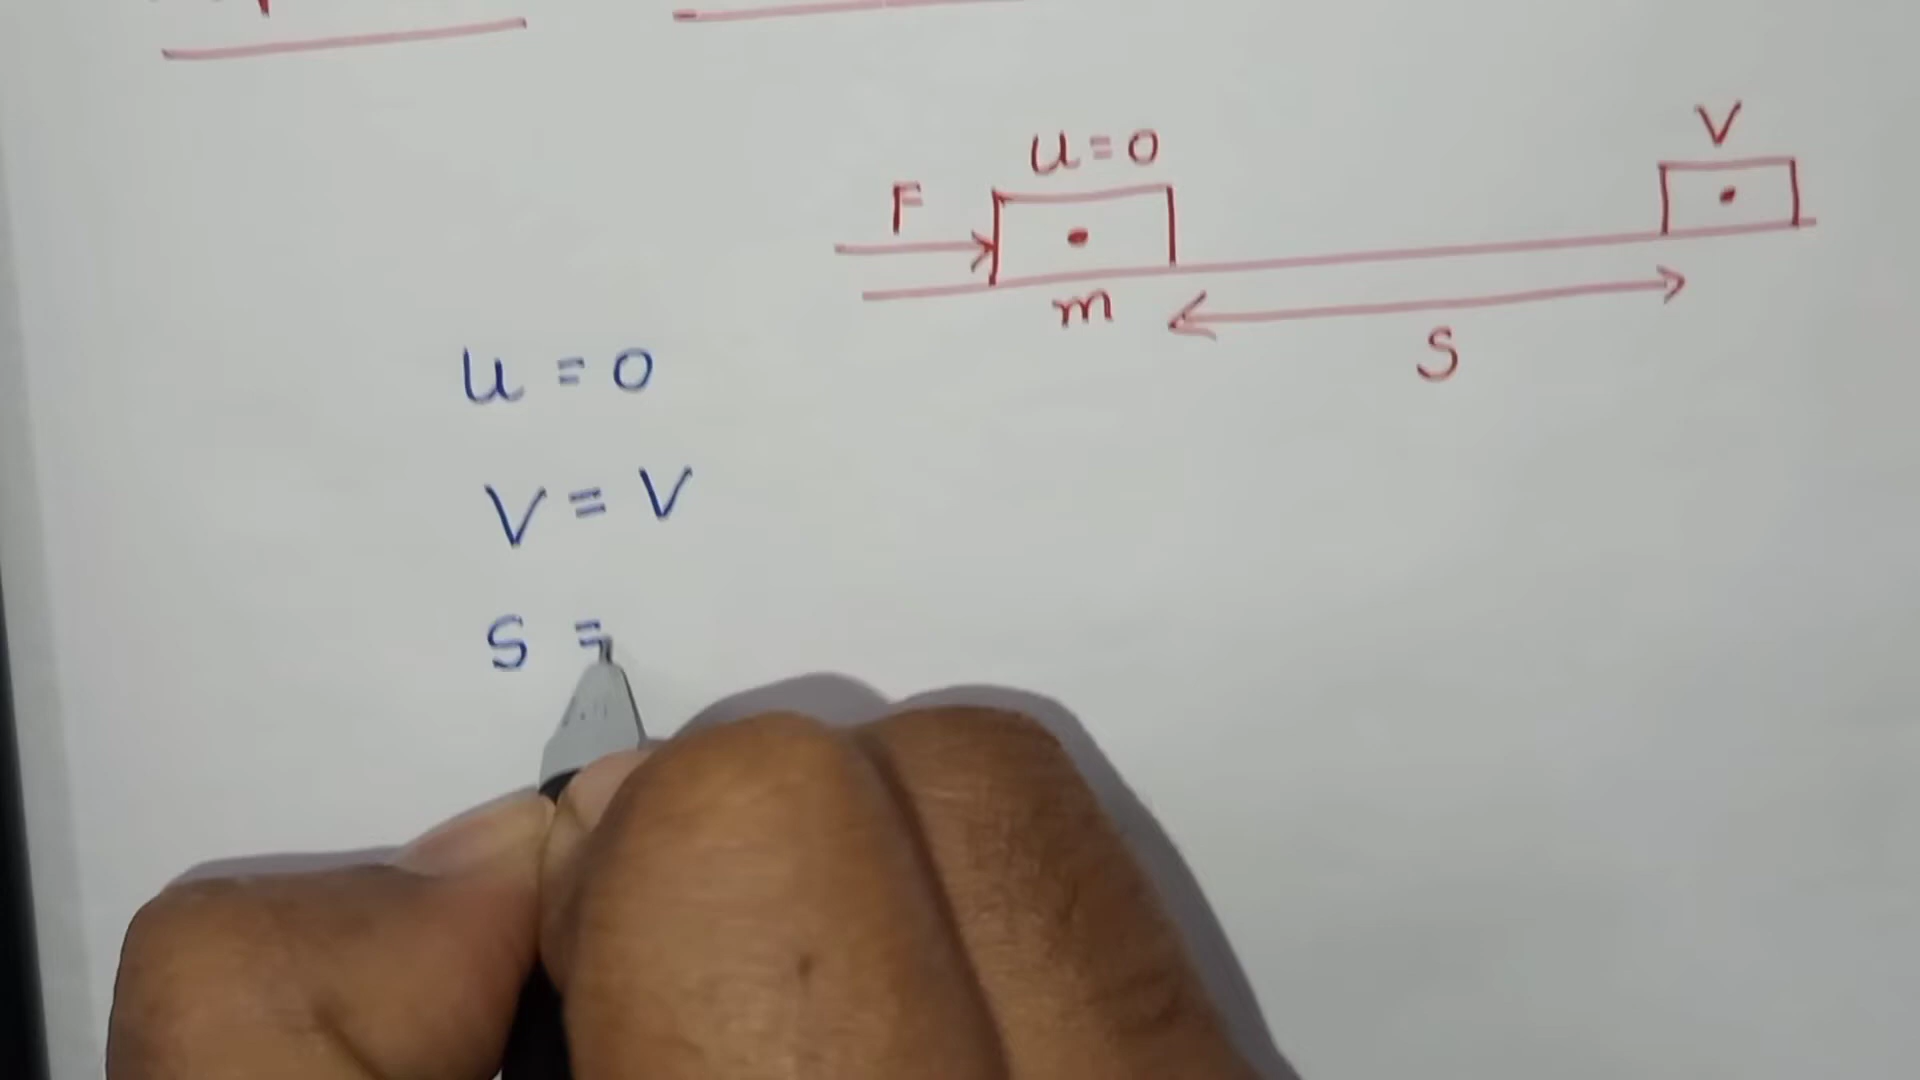 V
u = 0
F
m
S
u = 0
V = V
S =